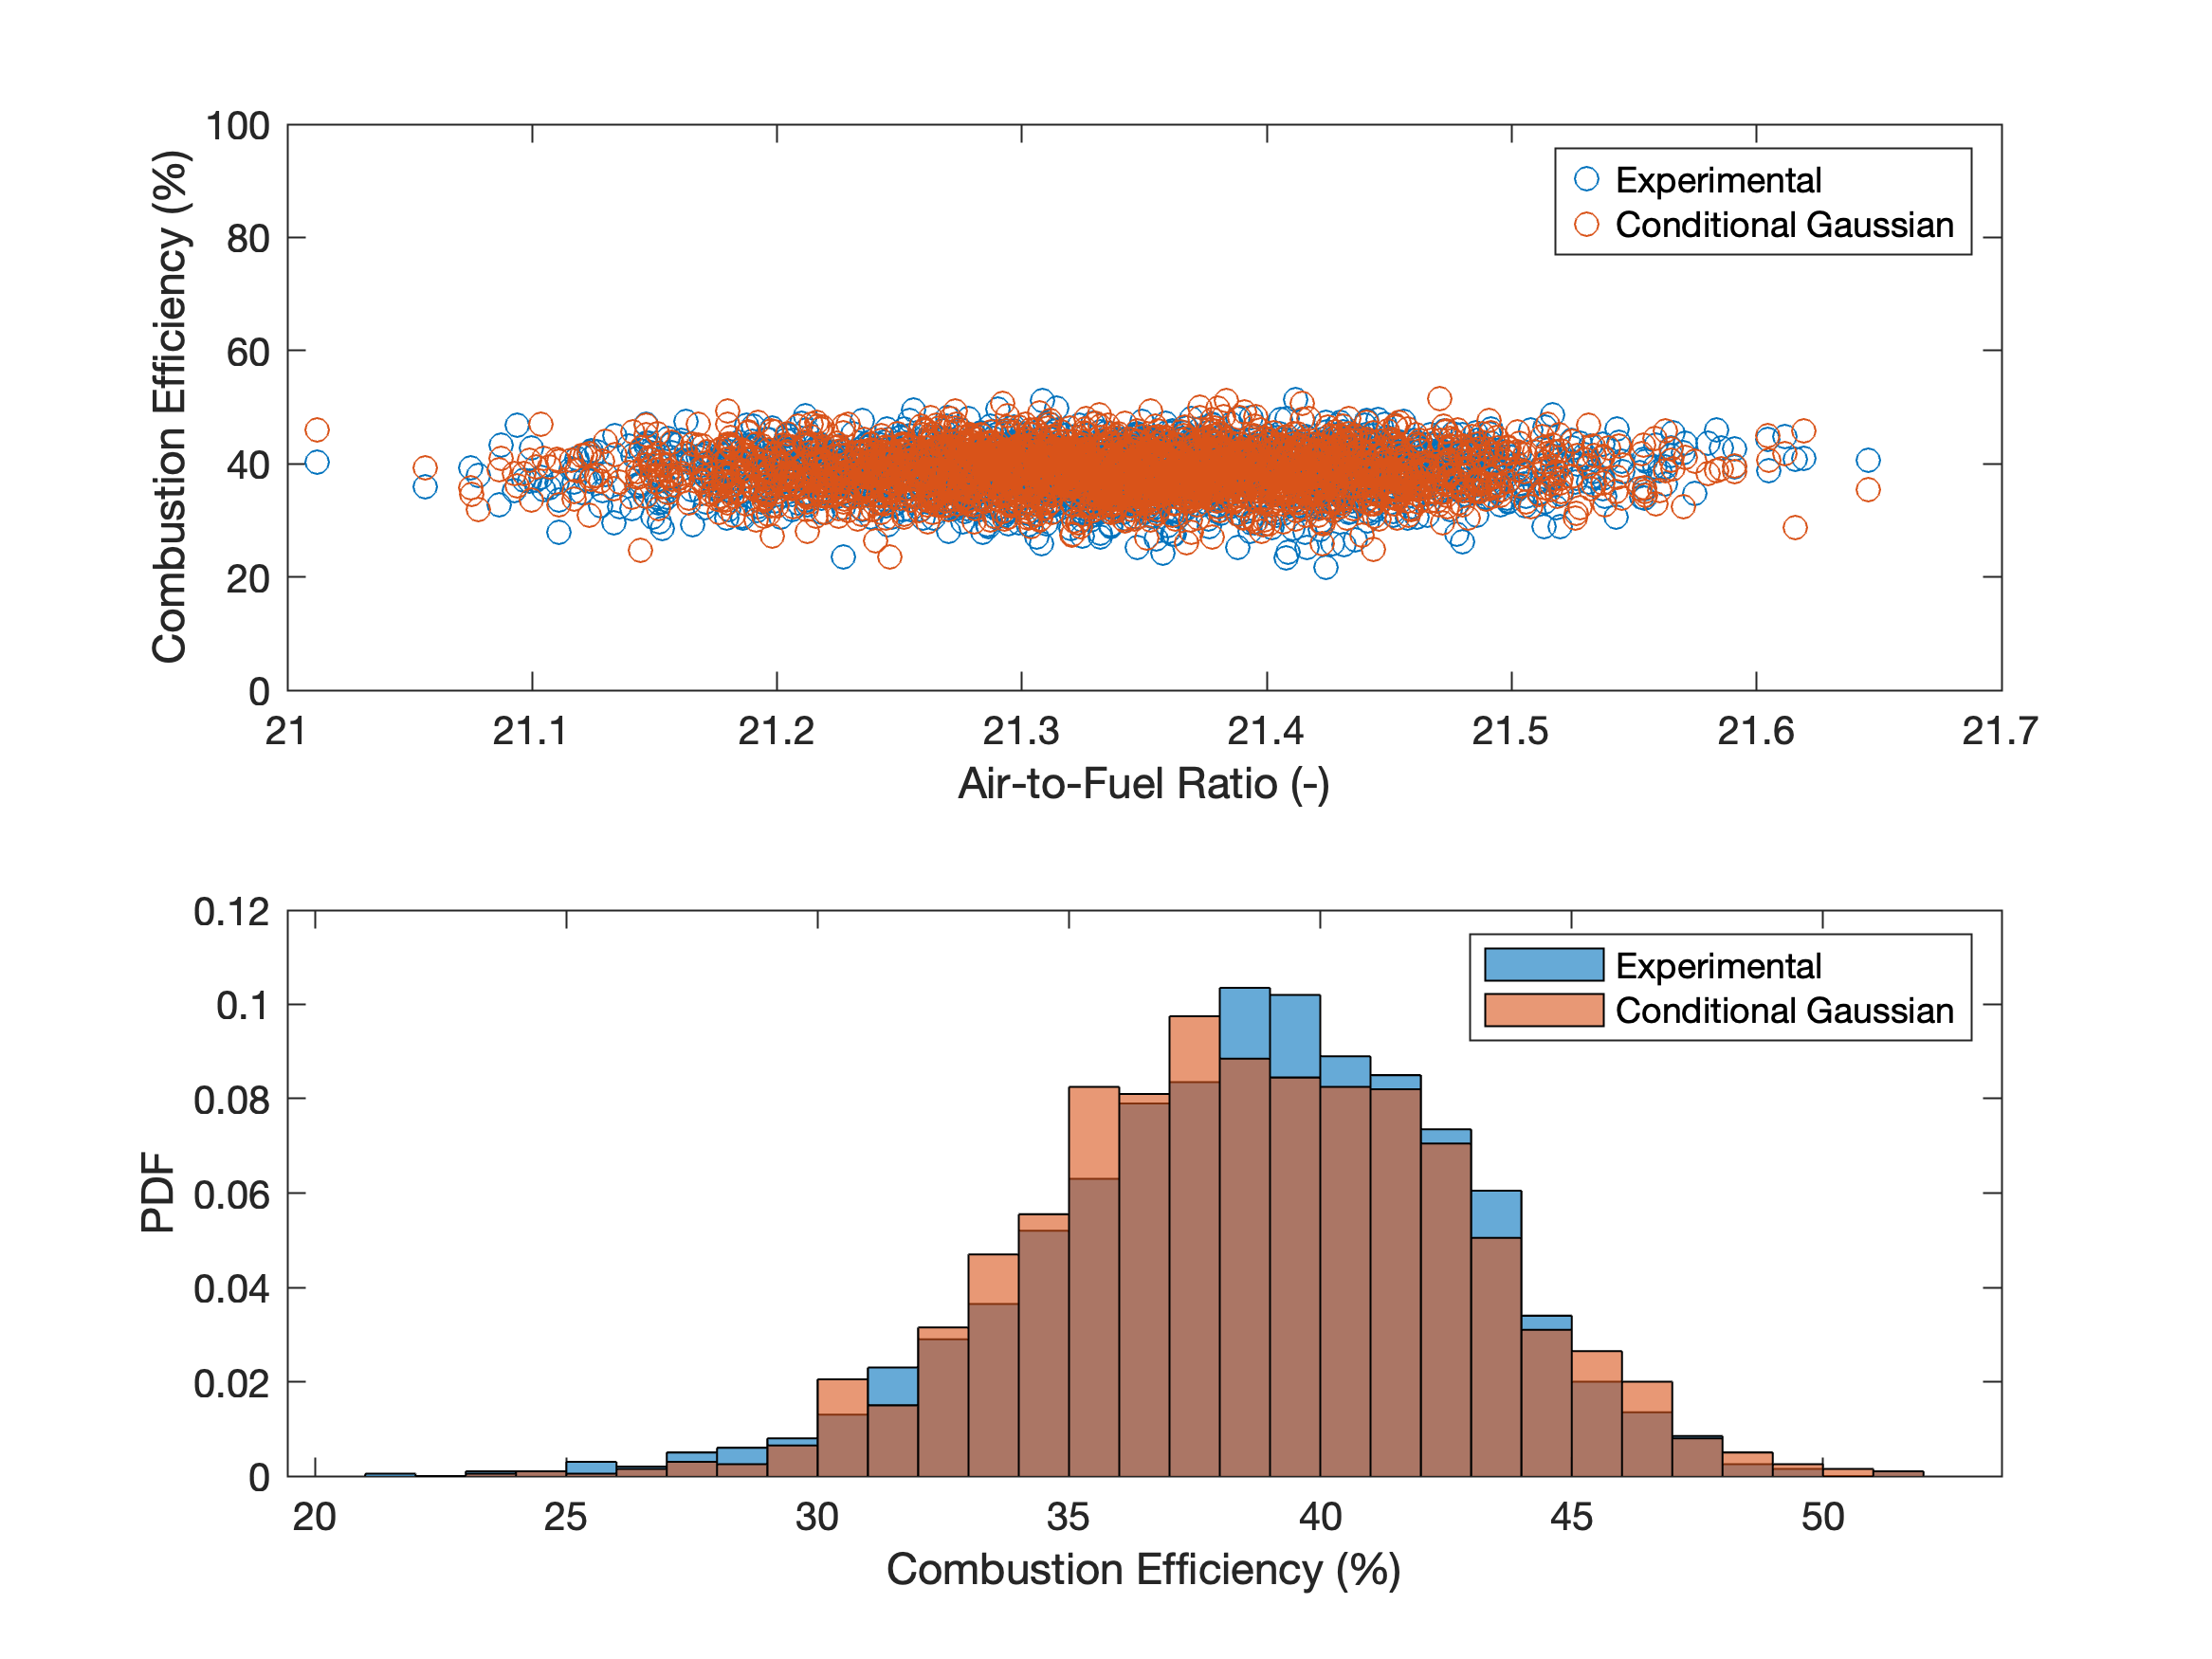 100
80
60
40
20
0
Combustion Efficiency (%)
Experimental
Conditional Gaussian
21 21.1 21.2 21.3 21.4 21.5 21.6 21.7
Air-to-Fuel Ratio (-)
0.12
0.1
0.08
0.06
0.04
0.02
0
PDF
Experimental
Conditional Gaussian
20 25 30 35 40 45 50
Combustion Efficiency (%)